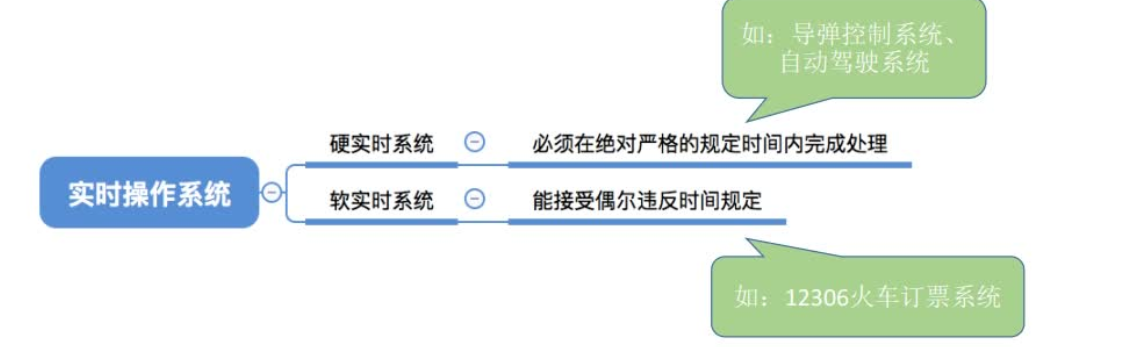 如：导弹控制系统、
自动驾驶系统
硬实时系统
必须在绝对严格的规定时间内完成处理
实时操作系统
软实时系统
能接受偶尔违反时间规定
如：12306火车订票系统